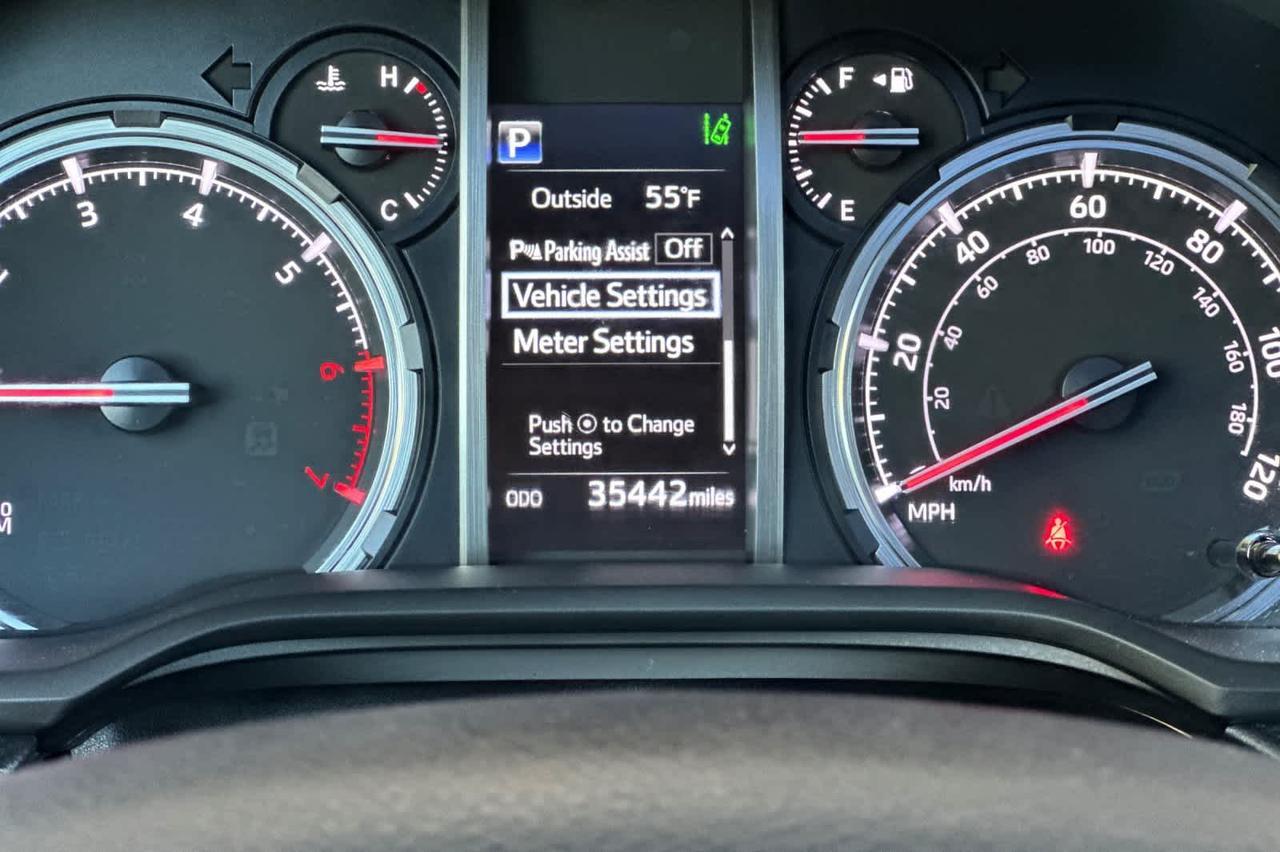 H
C
3
4
5
6
7
P
Outside 55°F
Parking Assist Off
Vehicle Settings
Meter Settings
Push to Change
Settings
ODO 35442 miles
F
E
20
40
60
80
100
120
20
40
60
80
100
120
140
160
180
km/h
MPH